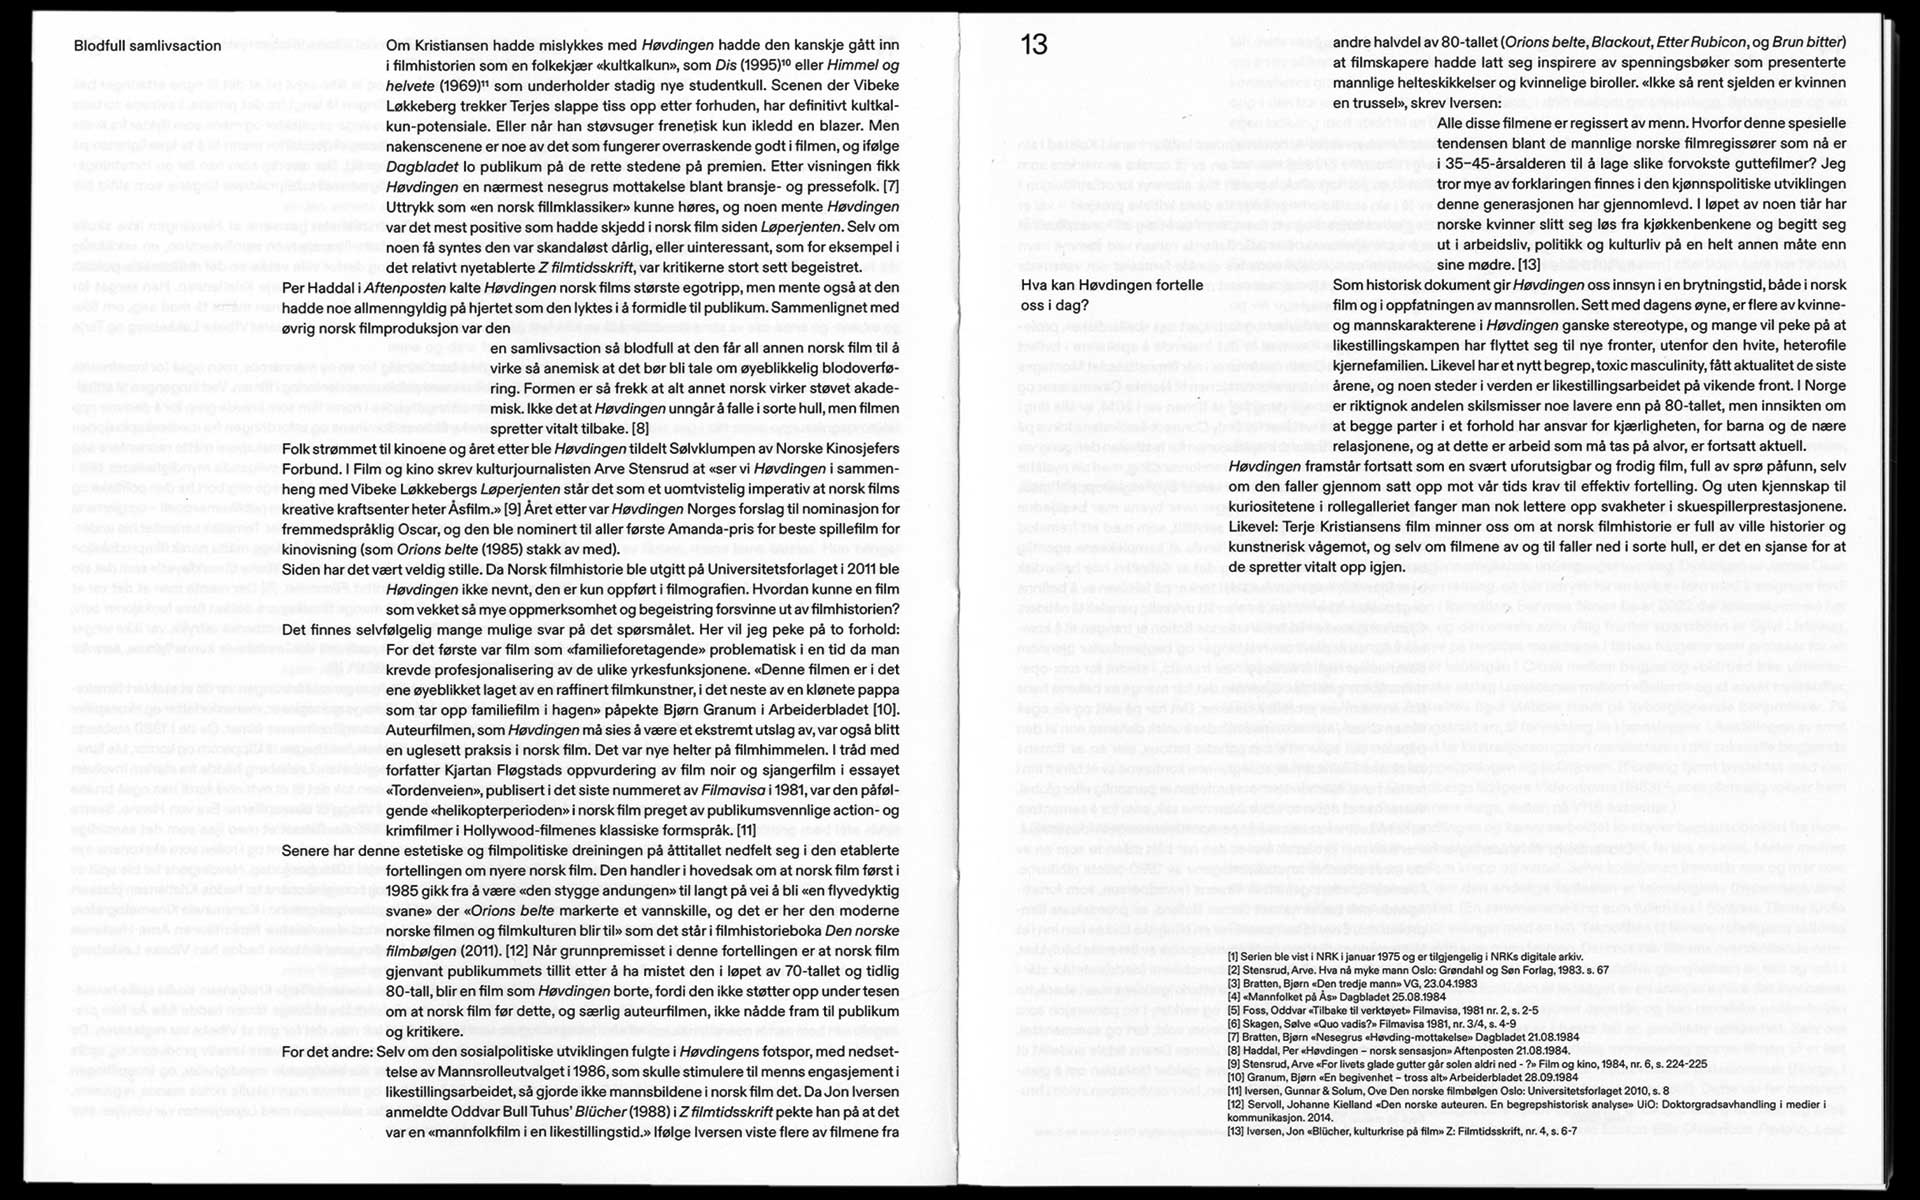 Blodfull samlivsaction
Om Kristiansen hadde mislykkes med Høvdingen hadde den kanskje gått inn
i filmhistorien som en folkekjær «kultkalkun», som Dis (1995)¹⁰ eller Himmel og
helvete (1969)¹¹ som underholder stadig nye studentkull. Scenen der Vibeke
Løkkeberg trekker Terjes slappe tiss opp etter forhuden, har definitivt kultkal-
kun-potensiale. Eller når han støvsuger frenetisk kun ikledd en blazer. Men
nakenscenene er noe av det som fungerer overraskende godt i filmen, og ifølge
Dagbladet lo publikum på de rette stedene på premien. Etter visningen fikk
Høvdingen en nærmest nesegrus mottakelse blant bransje- og pressefolk. [7]
Uttrykk som «en norsk fillmklassiker» kunne høres, og noen mente Høvdingen
var det mest positive som hadde skjedd i norsk film siden Løperjenten. Selv om
noen få syntes den var skandaløst dårlig, eller uinteressant, som for eksempel i
det relativt nyetablerte Z filmtidsskrift, var kritikerne stort sett begeistret.
Per Haddal i Aftenposten kalte Høvdingen norsk films største egotripp, men mente også at den
hadde noe allmenngyldig på hjertet som den lyktes i å formidle til publikum. Sammenlignet med
øvrig norsk filmproduksjon var den
en samlivsaction så blodfull at den får all annen norsk film til å
virke så anemisk at det bør bli tale om øyeblikkelig blodoverfø-
ring. Formen er så frekk at alt annet norsk virker støvet akade-
misk. Ikke det at Høvdingen unngår å falle i sorte hull, men filmen
spretter vitalt tilbake. [8]
Folk strømmet til kinoene og året etter ble Høvdingen tildelt Sølvklumpen av Norske Kinosjefers
Forbund. I Film og kino skrev kulturjournalisten Arve Stensrud at «ser vi Høvdingen i sammen-
heng med Vibeke Løkkebergs Løperjenten står det som et uomtvistelig imperativ at norsk films
kreative kraftsenter heter Åsfilm.» [9] Året etter var Høvdingen Norges forslag til nominasjon for
fremmedspråklig Oscar, og den ble nominert til aller første Amanda-pris for beste spillefilm for
kinovisning (som Orions belte (1985) stakk av med).
Siden har det vært veldig stille. Da Norsk filmhistorie ble utgitt på Universitetsforlaget i 2011 ble
Høvdingen ikke nevnt, den er kun oppført i filmografien. Hvordan kunne en film
som vekket så mye oppmerksomhet og begeistring forsvinne ut av filmhistorien?
Det finnes selvfølgelig mange mulige svar på det spørsmålet. Her vil jeg peke på to forhold:
For det første var film som «familieforetagende» problematisk i en tid da man
krevde profesjonalisering av de ulike yrkesfunksjonene. «Denne filmen er i det
ene øyeblikket laget av en raffinert filmkunstner, i det neste av en klønete pappa
som tar opp familiefilm i hagen» påpekte Bjørn Granum i Arbeiderbladet [10].
Auteurfilmen, som Høvdingen må sies å være et ekstremt utslag av, var også blitt
en uglesett praksis i norsk film. Det var nye helter på filmhimmelen. I tråd med
forfatter Kjartan Fløgstads oppvurdering av film noir og sjangerfilm i essayet
«Tordenveien», publisert i det siste nummeret av Filmavisa i 1981, var den påføl-
gende «helikopterperioden» i norsk film preget av publikumsvennlige action- og
krimfilmer i Hollywood-filmenes klassiske formspråk. [11]
Senere har denne estetiske og filmpolitiske dreiningen på åttitallet nedfelt seg i den etablerte
fortellingen om nyere norsk film. Den handler i hovedsak om at norsk film først i
1985 gikk fra å være «den stygge andungen» til langt på vei å bli «en flyvedyktig
svane» der «Orions belte markerte et vannskille, og det er her den moderne
norske filmen og filmkulturen blir til» som det står i filmhistorieboka Den norske
filmbølgen (2011). [12] Når grunnpremisset i denne fortellingen er at norsk film
gjenvant publikummets tillit etter å ha mistet den i løpet av 70-tallet og tidlig
80-tall, blir en film som Høvdingen borte, fordi den ikke støtter opp under tesen
om at norsk film før dette, og særlig auteurfilmen, ikke nådde fram til publikum
og kritikere.
For det andre: Selv om den sosialpolitiske utviklingen fulgte i Høvdingens fotspor, med nedset-
telse av Mannsrolleutvalget i 1986, som skulle stimulere til menns engasjement i
likestillingsarbeidet, så gjorde ikke mannsbildene i norsk film det. Da Jon Iversen
anmeldte Oddvar Bull Tuhus’ Blücher (1988) i Z filmtidsskrift pekte han på at det
var en «mannfolkfilm i en likestillingstid.» Ifølge Iversen viste flere av filmene fra
13
andre halvdel av 80-tallet (Orions belte, Blackout, Etter Rubicon, og Brun bitter)
at filmskapere hadde latt seg inspirere av spenningsbøker som presenterte
mannlige helteskikkelser og kvinnelige biroller. «Ikke så rent sjelden er kvinnen
en trussel», skrev Iversen:
Alle disse filmene er regissert av menn. Hvorfor denne spesielle
tendensen blant de mannlige norske filmregissører som nå er
i 35–45-årsalderen til å lage slike forvokste guttefilmer? Jeg
tror mye av forklaringen finnes i den kjønnspolitiske utviklingen
denne generasjonen har gjennomlevd. I løpet av noen tiår har
norske kvinner slitt seg løs fra kjøkkenbenkene og begitt seg
ut i arbeidsliv, politikk og kulturliv på en helt annen måte enn
sine mødre. [13]
Hva kan Høvdingen fortelle
oss i dag?
Som historisk dokument gir Høvdingen oss innsyn i en brytningstid, både i norsk
film og i oppfatningen av mannsrollen. Sett med dagens øyne, er flere av kvinne-
og mannskarakterene i Høvdingen ganske stereotype, og mange vil peke på at
likestillingskampen har flyttet seg til nye fronter, utenfor den hvite, heterofile
kjernefamilien. Likevel har et nytt begrep, toxic masculinity, fått aktualitet de siste
årene, og noen steder i verden er likestillingsarbeidet på vikende front. I Norge
er riktignok andelen skilsmisser noe lavere enn på 80-tallet, men innsikten om
at begge parter i et forhold har ansvar for kjærligheten, for barna og de nære
relasjonene, og at dette er arbeid som må tas på alvor, er fortsatt aktuell.
Høvdingen framstår fortsatt som en svært uforutsigbar og frodig film, full av sprø påfunn, selv
om den faller gjennom satt opp mot vår tids krav til effektiv fortelling. Og uten kjennskap til
kuriositetene i rollegalleriet fanger man nok lettere opp svakheter i skuespillerprestasjonene.
Likevel: Terje Kristiansens film minner oss om at norsk filmhistorie er full av ville historier og
kunstnerisk vågemot, og selv om filmene av og til faller ned i sorte hull, er det en sjanse for at
de spretter vitalt opp igjen.
[1] Serien ble vist i NRK i januar 1975 og er tilgjengelig i NRKs digitale arkiv.
[2] Stensrud, Arve. Hva nå myke mann Oslo: Grøndahl og Søn Forlag, 1983. s. 67
[3] Bratten, Bjørn «Den tredje mann» VG, 23.04.1983
[4] «Mannfolket på Ås» Dagbladet 25.08.1984
[5] Foss, Oddvar «Tilbake til verktøyet» Filmavisa, 1981 nr. 2, s. 2-5
[6] Skagen, Sølve «Quo vadis?» Filmavisa 1981, nr. 3/4, s. 4-9
[7] Bratten, Bjørn «Nesegrus «Høvding-mottakelse» Dagbladet 21.08.1984
[8] Haddal, Per «Høvdingen – norsk sensasjon» Aftenposten 21.08.1984.
[9] Stensrud, Arve «For livets glade gutter går solen aldri ned - ?» Film og kino, 1984, nr. 6, s. 224-225
[10] Granum, Bjørn «En begivenhet – tross alt» Arbeiderbladet 28.09.1984
[11] Iversen, Gunnar & Solum, Ove Den norske filmbølgen Oslo: Universitetsforlaget 2010, s. 8
[12] Servoll, Johanne Kielland «Den norske auteuren. En begrepshistorisk analyse» UiO: Doktorgradsavhandling i medier i
kommunikasjon. 2014.
[13] Iversen, Jon «Blücher, kulturkrise på film» Z: Filmtidsskrift, nr. 4, s. 6-7